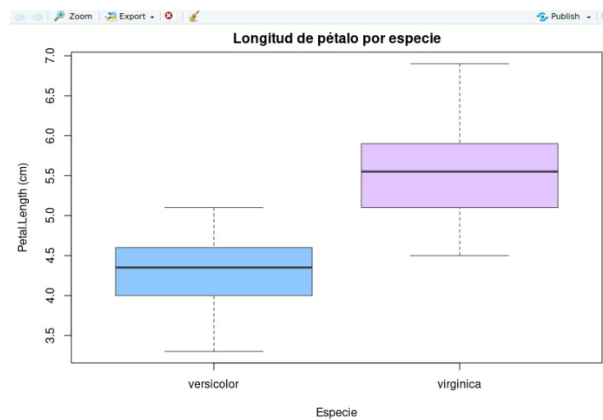 Zoom Export Publish
Longitud de pétalo por especie
Petal.Length (cm)
7.0
6.5
6.0
5.5
5.0
4.5
4.0
3.5
versicolor virginica
Especie